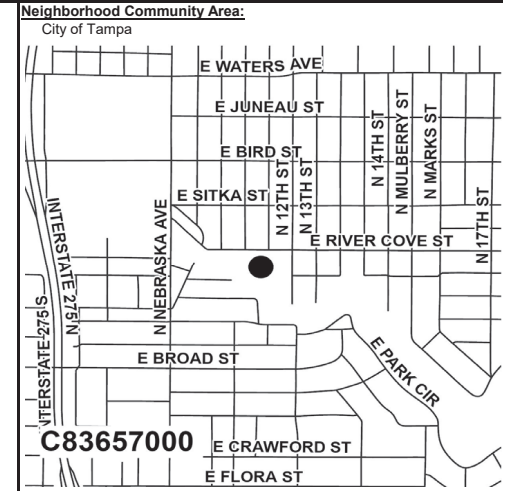 Neighborhood Community Area:
City of Tampa
E WATERS AVE
E JUNEAU ST
E BIRD ST
E SITKA ST
N 12TH ST
N 13TH ST
N 14TH ST
N MULBERRY ST
N MARKS ST
N 17TH ST
E RIVER COVE ST
INTERSTATE 275 N
N NEBRASKA AVE
INTERSTATE 275 S
E BROAD ST
E PARK CIR
C83657000
E CRAWFORD ST
E FLORA ST